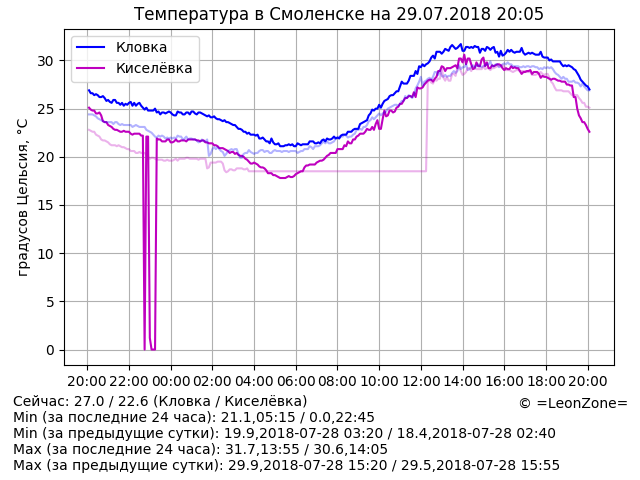 Температура в Смоленске на 29.07.2018 20:05
Кловка
Киселёвка
градусов Цельсия, °C
30
25
20
15
10
5
0
20:00 22:00 00:00 02:00 04:00 06:00 08:00 10:00 12:00 14:00 16:00 18:00 20:00
Сейчас: 27.0 / 22.6 (Кловка / Киселёвка)
© =LeonZone=
Min (за последние 24 часа): 21.1,05:15 / 0.0,22:45
Min (за предыдущие сутки): 19.9,2018-07-28 03:20 / 18.4,2018-07-28 02:40
Max (за последние 24 часа): 31.7,13:55 / 30.6,14:05
Max (за предыдущие сутки): 29.9,2018-07-28 15:20 / 29.5,2018-07-28 15:55